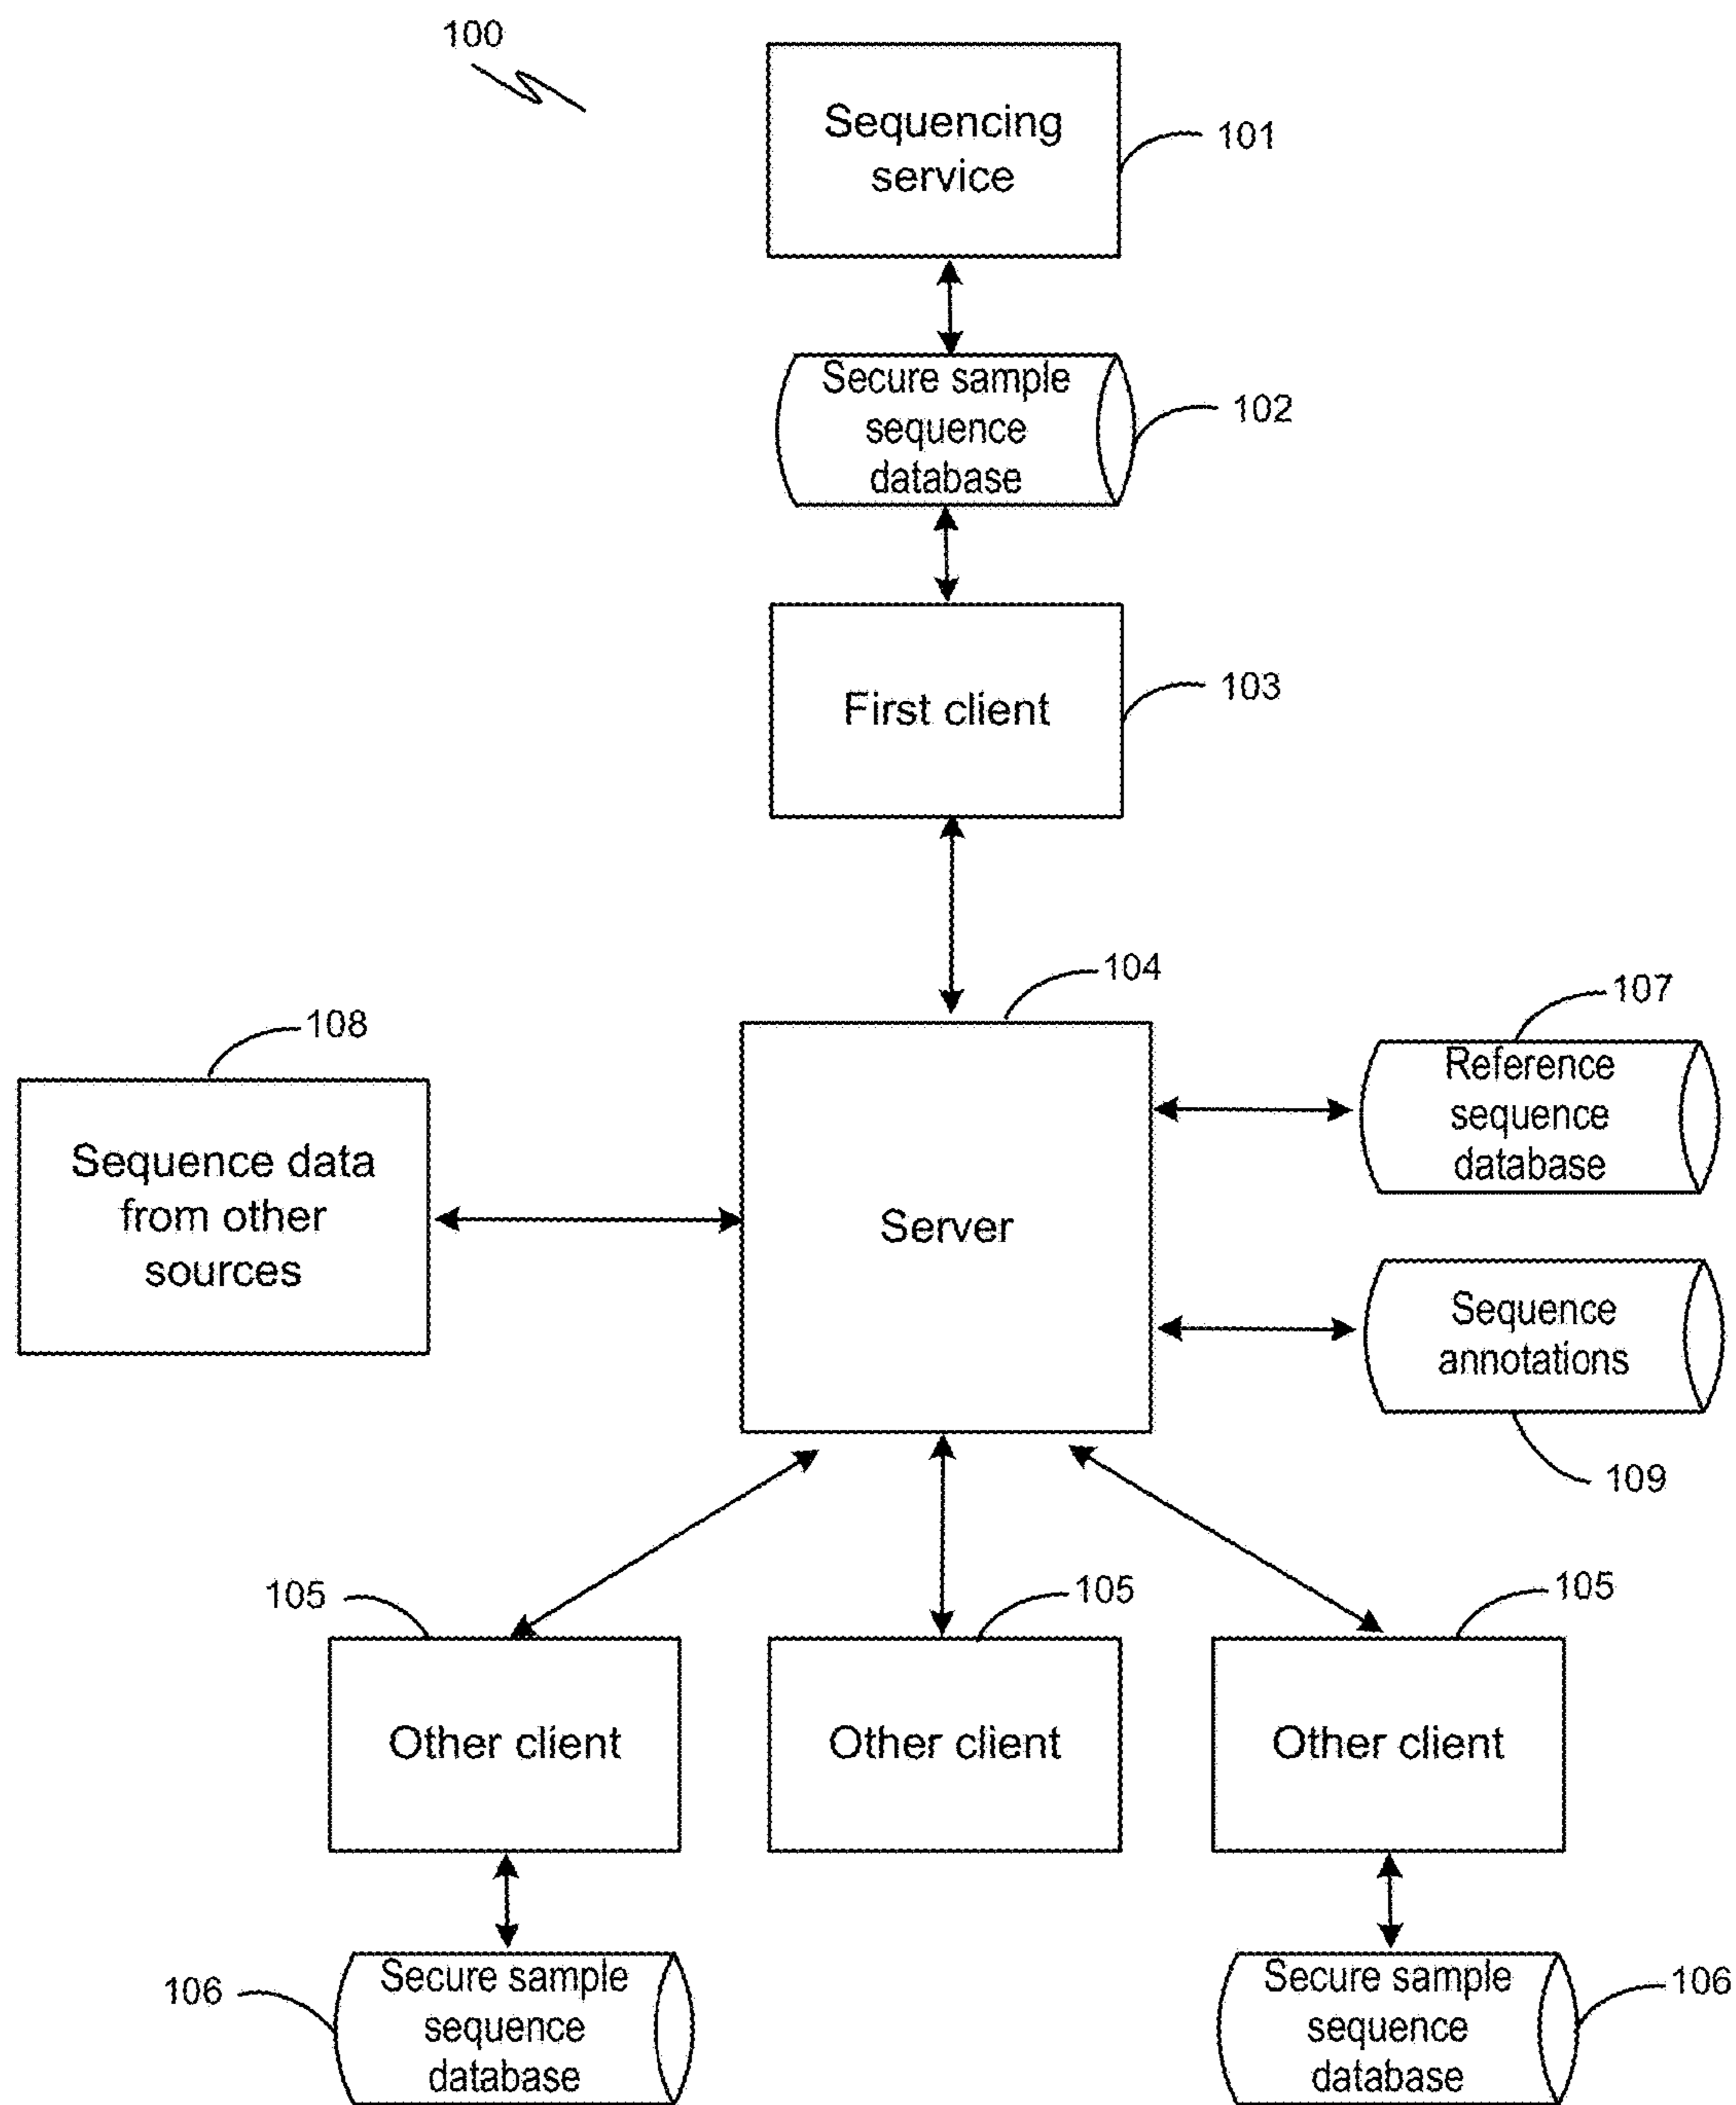 100
Sequencing
service
101
Secure sample
sequence
database
102
First client
103
104
107
108
Reference
sequence
database
Sequence data
from other
sources
Server
Sequence
annotations
109
105
105
105
Other client
Other client
Other client
106
Secure sample
sequence
database
Secure sample
sequence
database
106